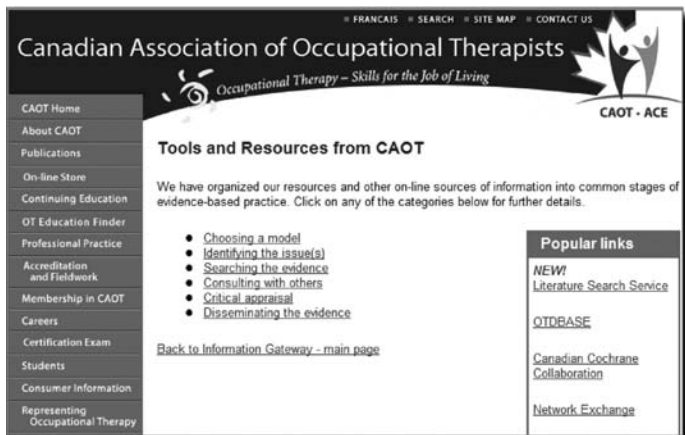 FRANCAIS SEARCH SITE MAP CONTACT US
Canadian Association of Occupational Therapists
Occupational Therapy – Skills for the Job of Living
CAOT - ACE
CAOT Home
About CAOT
Publications
On-line Store
Continuing Education
OT Education Finder
Professional Practice
Accreditation
and Fieldwork
Membership in CAOT
Careers
Certification Exam
Students
Consumer Information
Representing
Occupational Therapy
Tools and Resources from CAOT
We have organized our resources and other on-line sources of information into common stages of
evidence-based practice. Click on any of the categories below for further details.
Choosing a model
Identifying the issue(s)
Searching the evidence
Consulting with others
Critical appraisal
Disseminating the evidence
Back to Information Gateway - main page
Popular links
NEW!
Literature Search Service
OTDBASE
Canadian Cochrane
Collaboration
Network Exchange